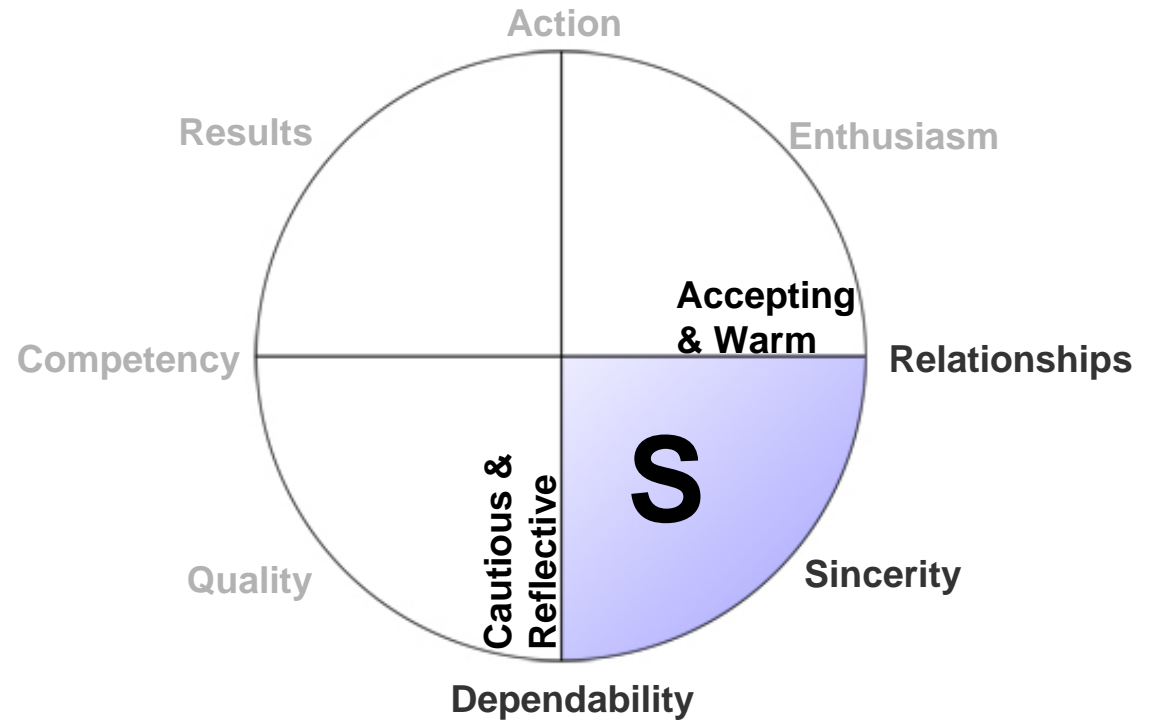 Action
Results
Enthusiasm
Accepting
& Warm
Competency
Relationships
S
Cautious &
Reflective
Quality
Sincerity
Dependability